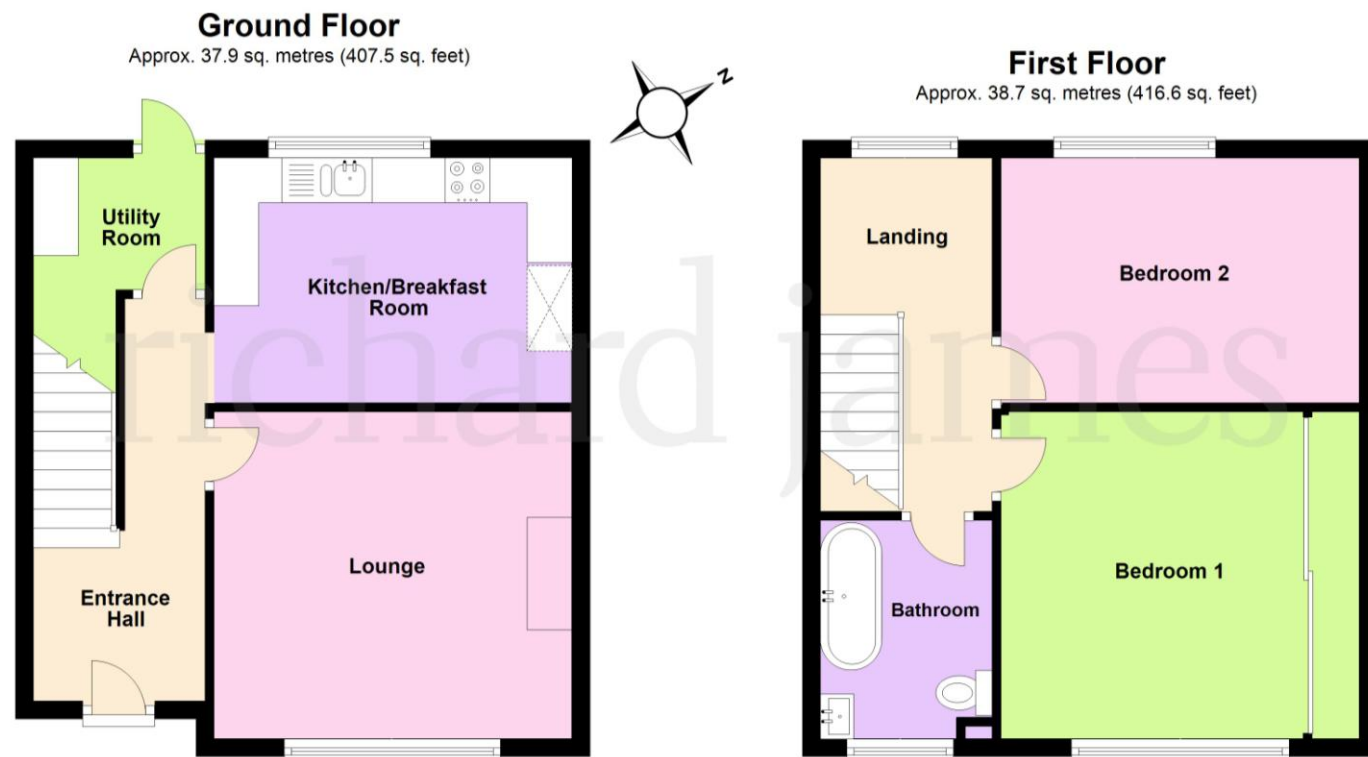 Ground Floor
Approx. 37.9 sq. metres (407.5 sq. feet)
N
First Floor
Approx. 38.7 sq. metres (416.6 sq. feet)
Utility
Room
Kitchen/Breakfast
Room
Lounge
Entrance
Hall
Landing
Bedroom 2
Bedroom 1
Bathroom
richard james